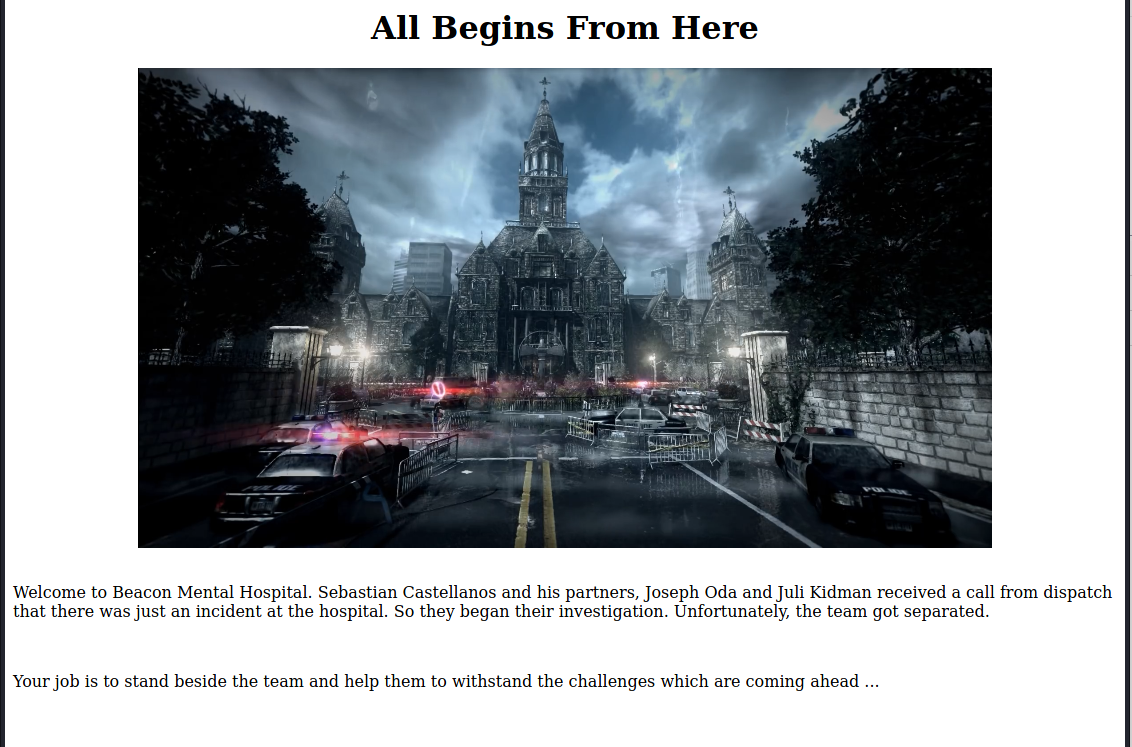 All Begins From Here
POLICE
POLICE
Welcome to Beacon Mental Hospital. Sebastian Castellanos and his partners, Joseph Oda and Juli Kidman received a call from dispatch
that there was just an incident at the hospital. So they began their investigation. Unfortunately, the team got separated.
Your job is to stand beside the team and help them to withstand the challenges which are coming ahead ...